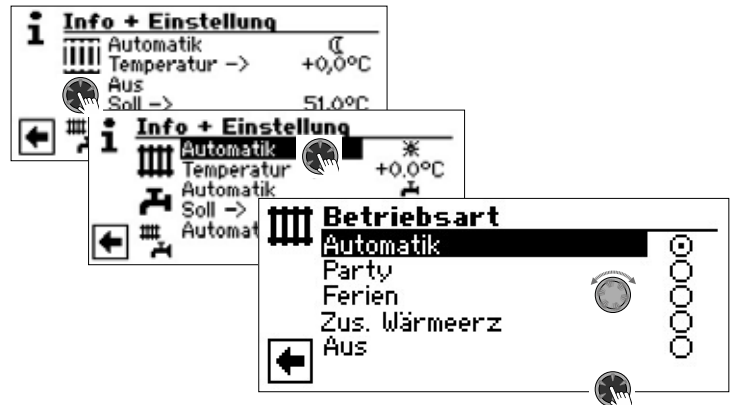 Info + Einstellung
Automatik
Temperatur -> +0,0°C
Aus
Soll -> 51.0°C
Info + Einstellung
Automatik
Temperatur +0.0°C
Automatik
Soll ->
Automat
Betriebsart
Automatik
Party
Ferien
Zus. Wärmeerz
Aus